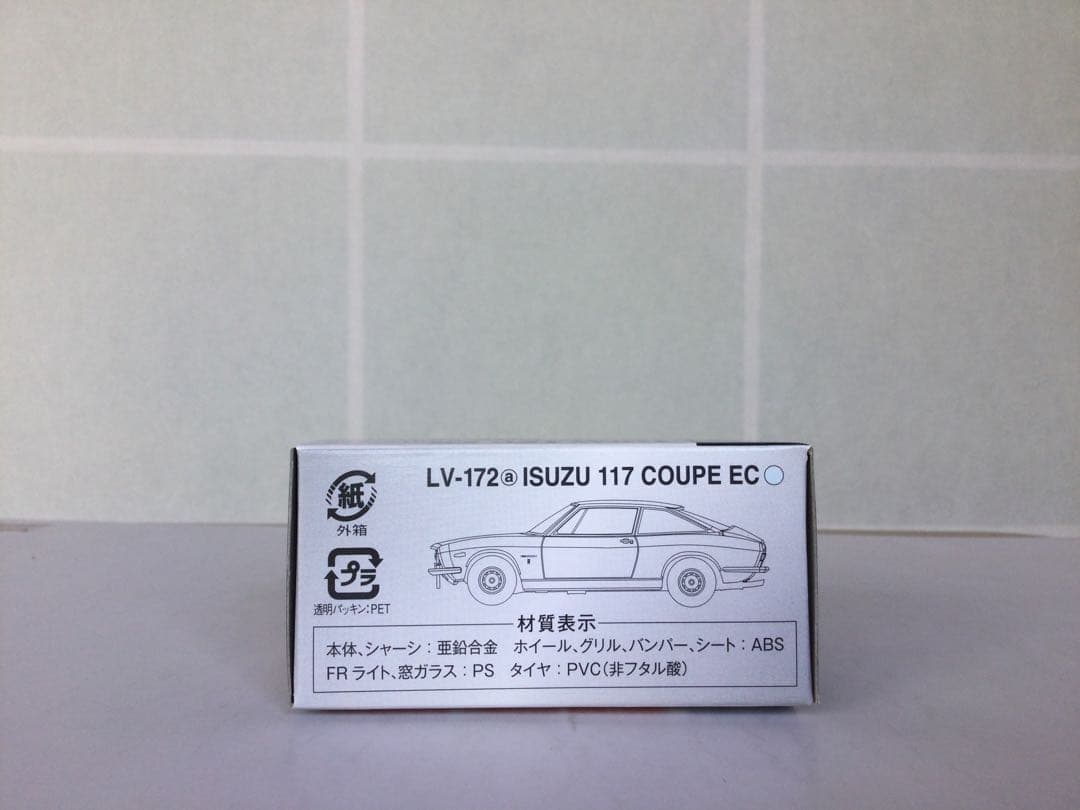 LV-172ⓐ ISUZU 117 COUPE EC
紙
外箱
プラ
透明パッキン:PET
材質表示
本体、シャーシ:亜鉛合金 ホイール、グリル、バンパー、シート:ABS
FRライト、窓ガラス:PS タイヤ:PVC(非フタル酸)